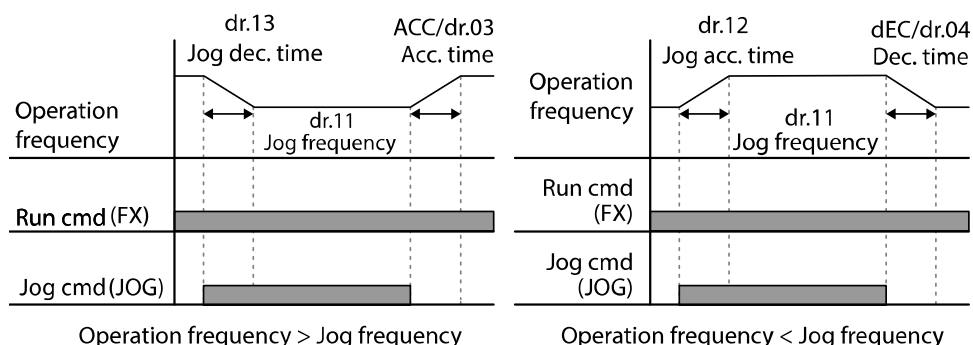 dr.13
Jog dec. time
ACC/dr.03
Acc. time
Operation
frequency
dr.11
Jog frequency
Run cmd (FX)
Jog cmd (JOG)
Operation frequency > Jog frequency
dr.12
Jog acc. time
dEC/dr.04
Dec. time
Operation
frequency
dr.11
Jog frequency
Run cmd
(FX)
Jog cmd
(JOG)
Operation frequency < Jog frequency